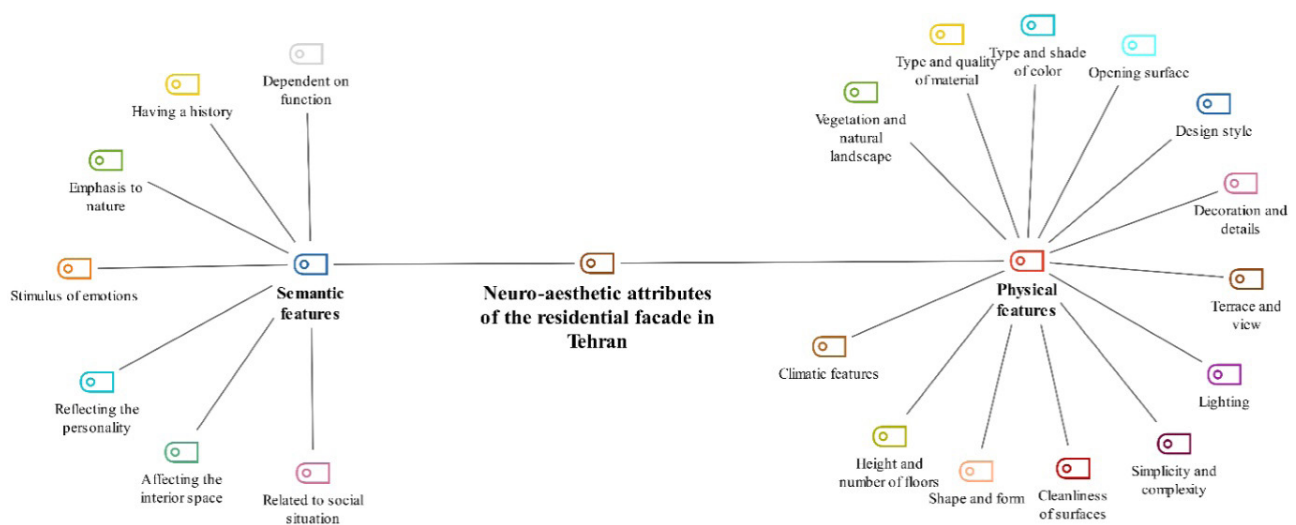 Dependent on
function
Having a history
Emphasis to
nature
Stimulus of emotions
Reflecting the
personality
Affecting the
interior space
Related to social
situation
Semantic
features
Neuro-aesthetic attributes
of the residential facade in
Tehran
Physical
features
Vegetation and
natural
landscape
Type and quality
of material
Type and shade
of color
Opening surface
Design style
Decoration and
details
Terrace and
view
Lighting
Simplicity and
complexity
Cleanliness
of surfaces
Shape and form
Height and
number of floors
Climatic features